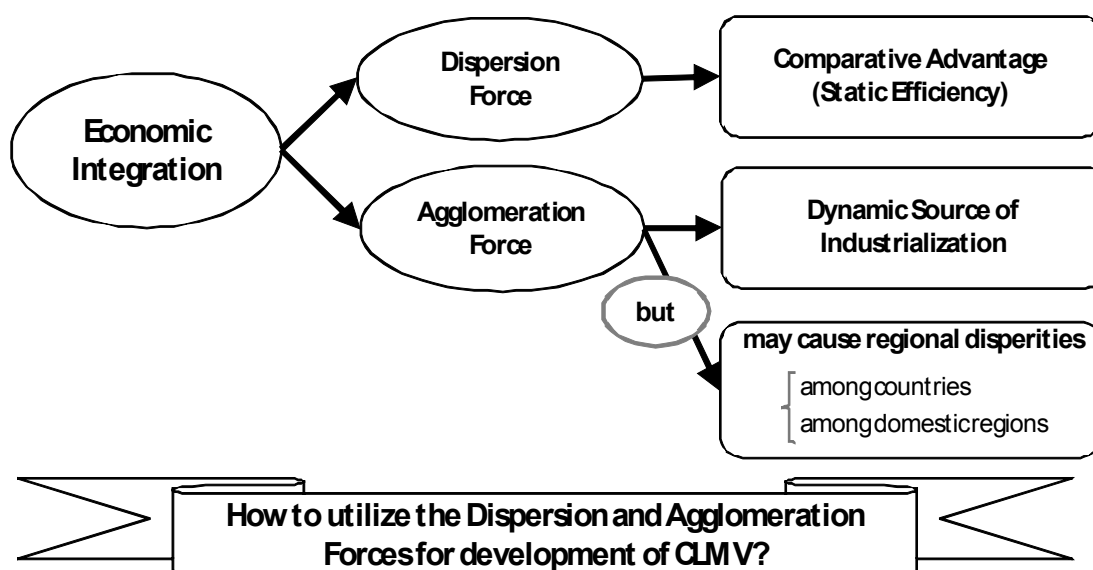 Economic
Integration
Dispersion
Force
Comparative Advantage
(Static Efficiency)
Agglomeration
Force
Dynamic Source of
Industrialization
but
may cause regional disperities
among countries
among domestic regions
How to utilize the Dispersion and Agglomeration
Forces for development of CLMV?